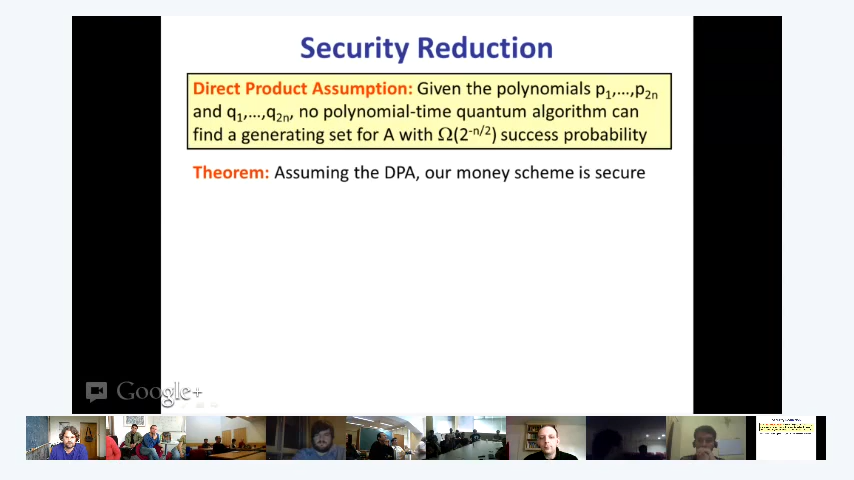 Security Reduction
Direct Product Assumption: Given the polynomials p₁,…,p₂ₙ
and q₁,…,q₂ₙ, no polynomial-time quantum algorithm can
find a generating set for A with Ω(2⁻ⁿ/²) success probability
Theorem: Assuming the DPA, our money scheme is secure
Google+